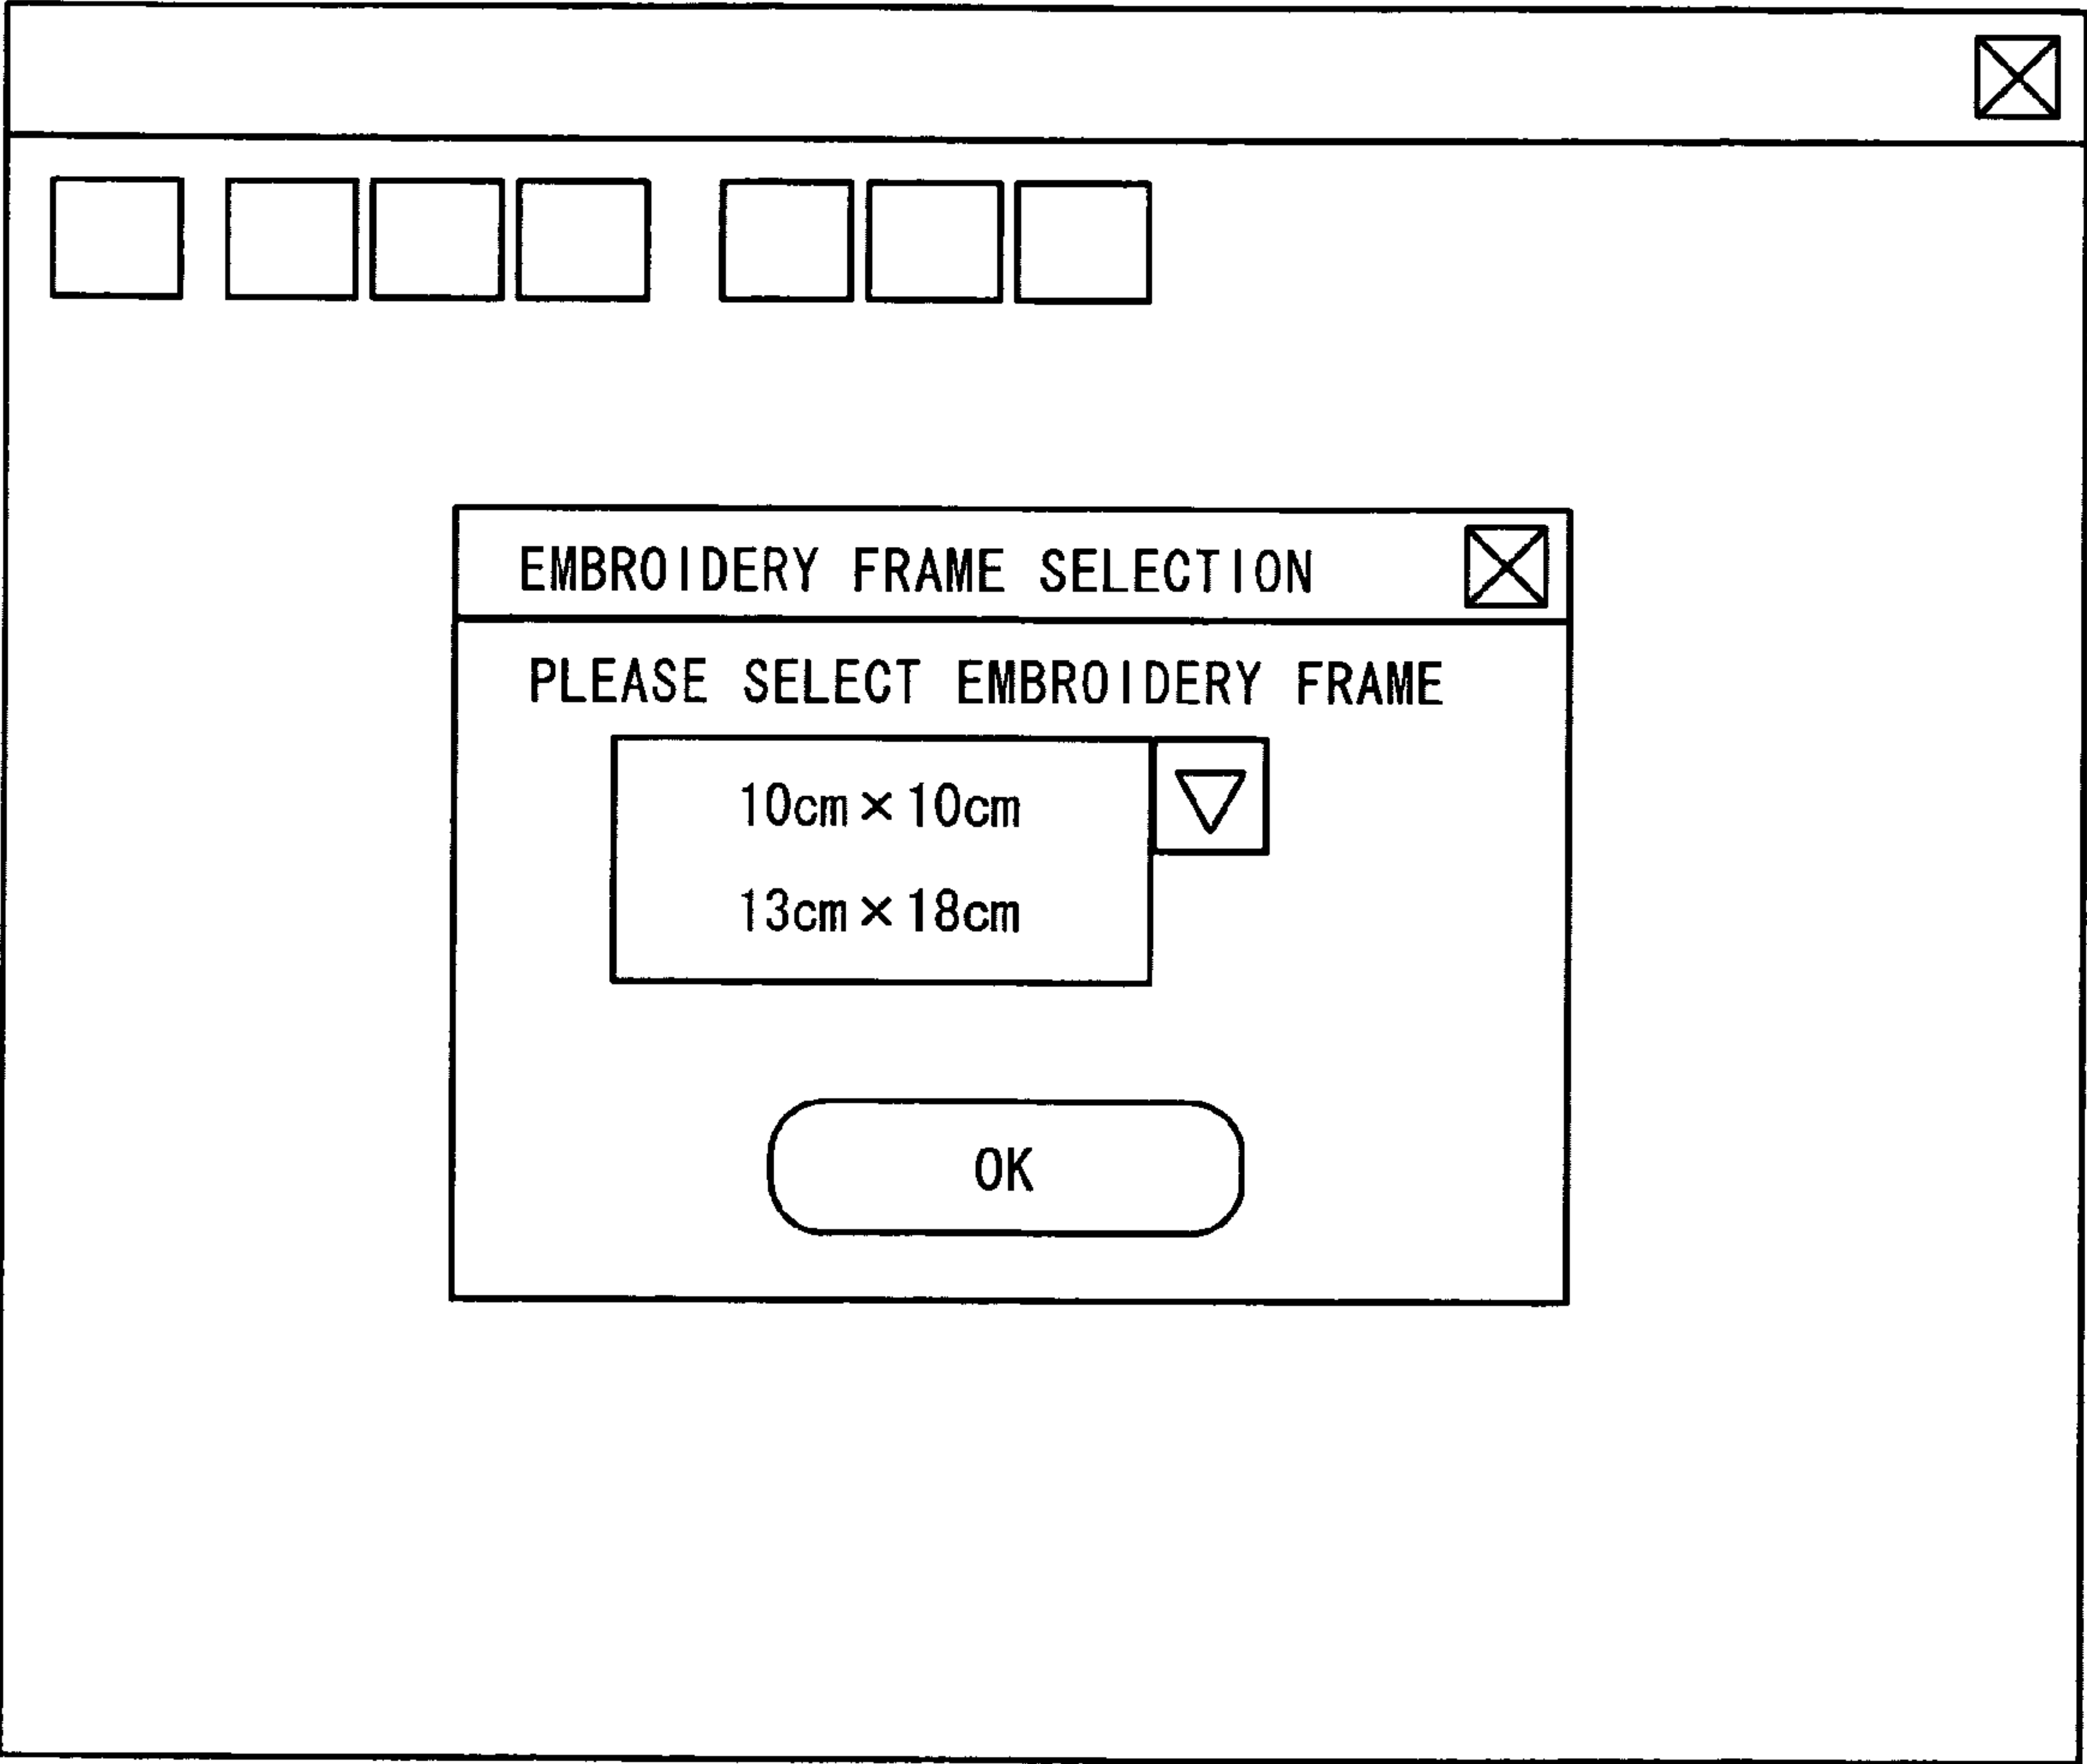 EMBROIDERY FRAME SELECTION
PLEASE SELECT EMBROIDERY FRAME
10cm×10cm
13cm×18cm
OK